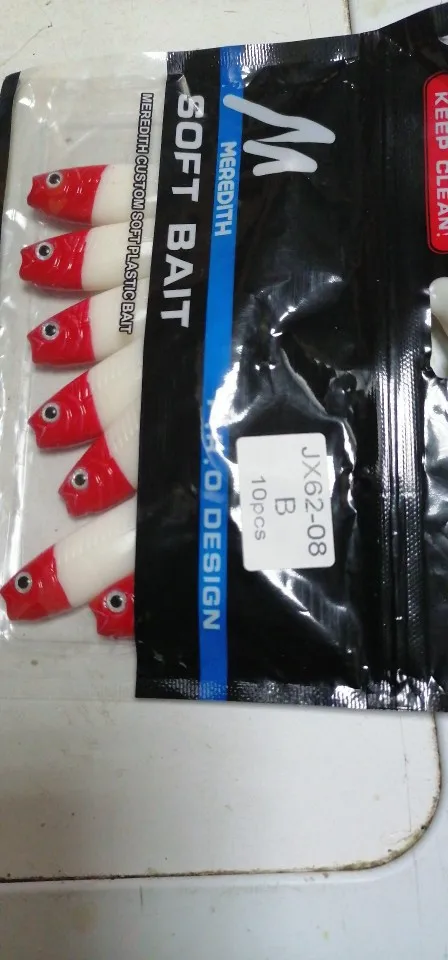 MEREDITH
SOFT BAIT
MEREDITH CUSTOM SOFT PLASTIC BAIT
DESIGN
JX62-08
B
10pcs
KEEP CLEAN!